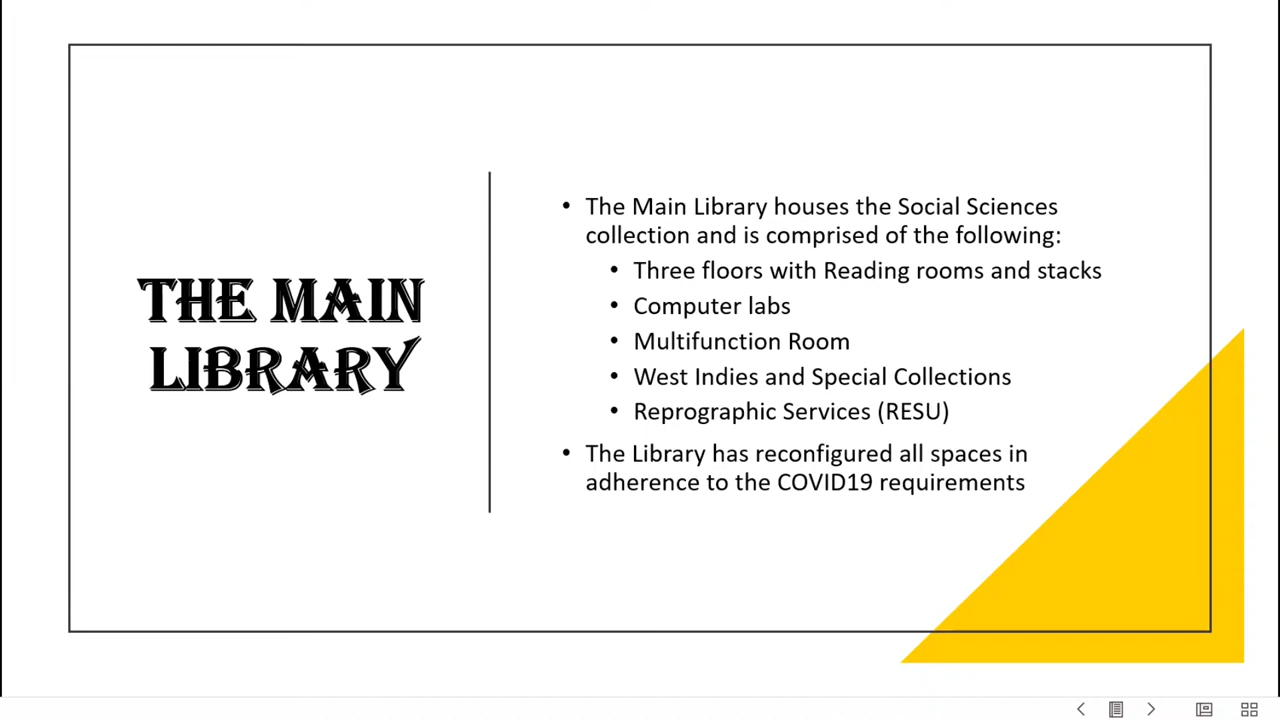 THE MAIN
LIBRARY
• The Main Library houses the Social Sciences
collection and is comprised of the following:
• Three floors with Reading rooms and stacks
• Computer labs
• Multifunction Room
• West Indies and Special Collections
• Reprographic Services (RESU)
• The Library has reconfigured all spaces in
adherence to the COVID19 requirements